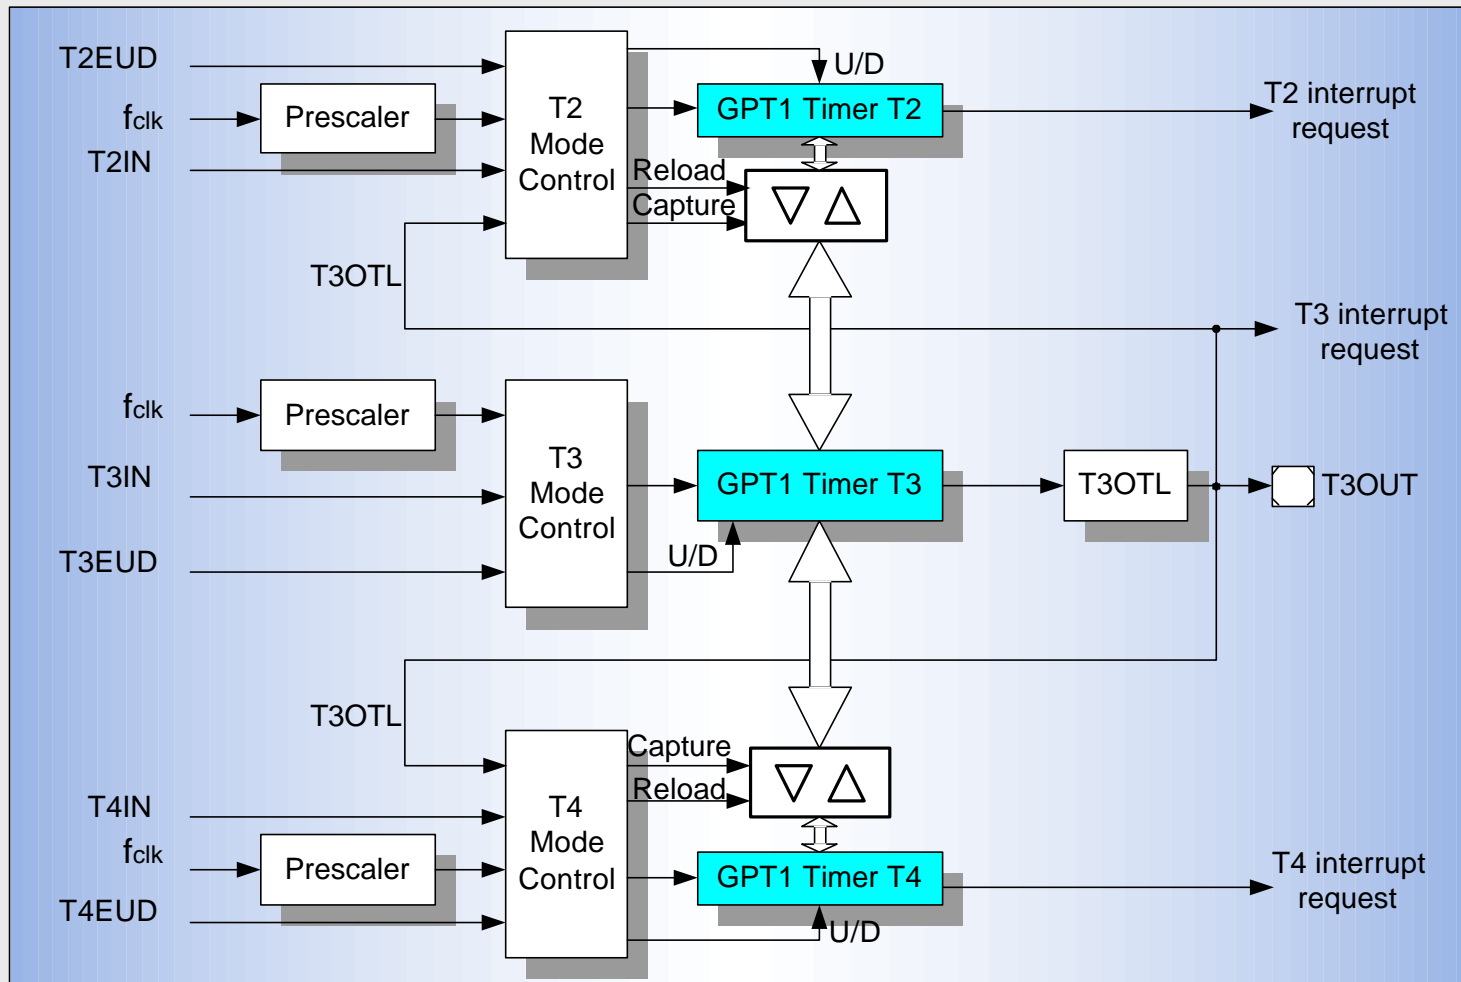 T2EUD
fclk
T2IN
Prescaler
T2
Mode
Control
U/D
GPT1 Timer T2
T2 interrupt
request
Reload
Capture
T3OTL
T3 interrupt
request
fclk
Prescaler
T3IN
T3EUD
T3
Mode
Control
U/D
GPT1 Timer T3
T3OTL
T3OUT
T3OTL
T4IN
fclk
T4EUD
Prescaler
T4
Mode
Control
Capture
Reload
GPT1 Timer T4
U/D
T4 interrupt
request